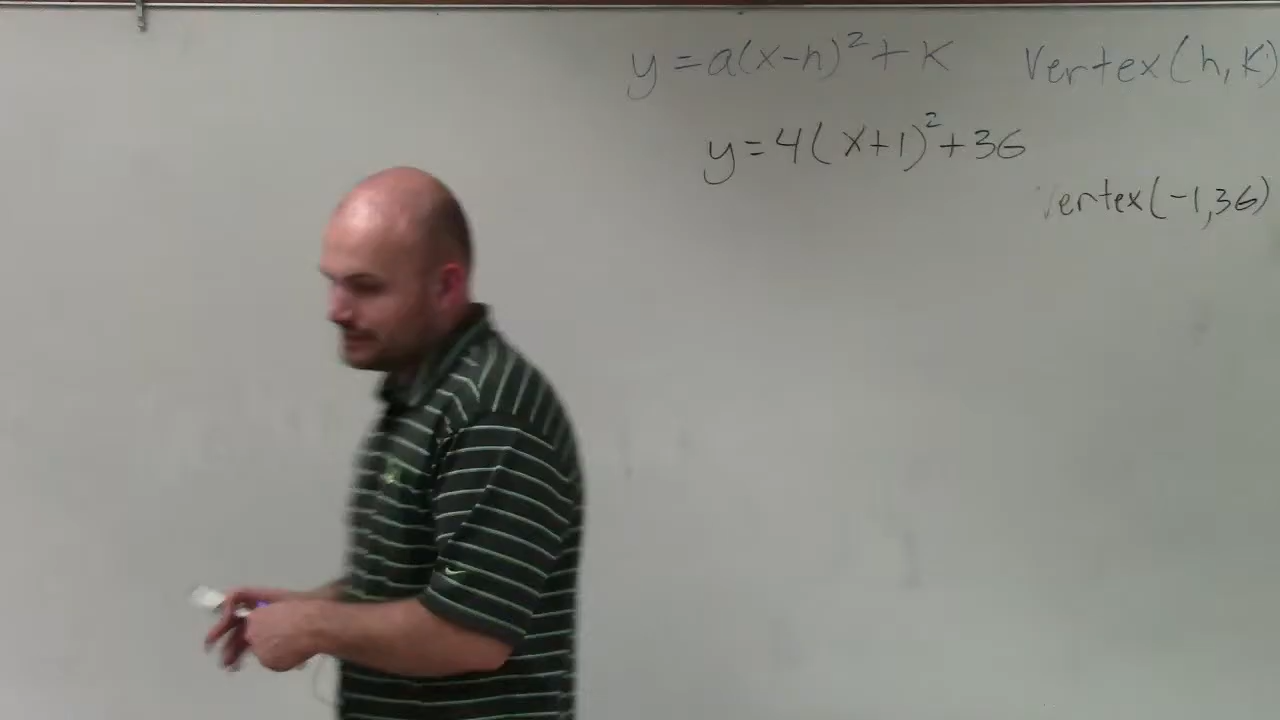 y=a(x-h)²+k Vertex(h,k)
y=4(x+1)²+36
Vertex(-1,36)